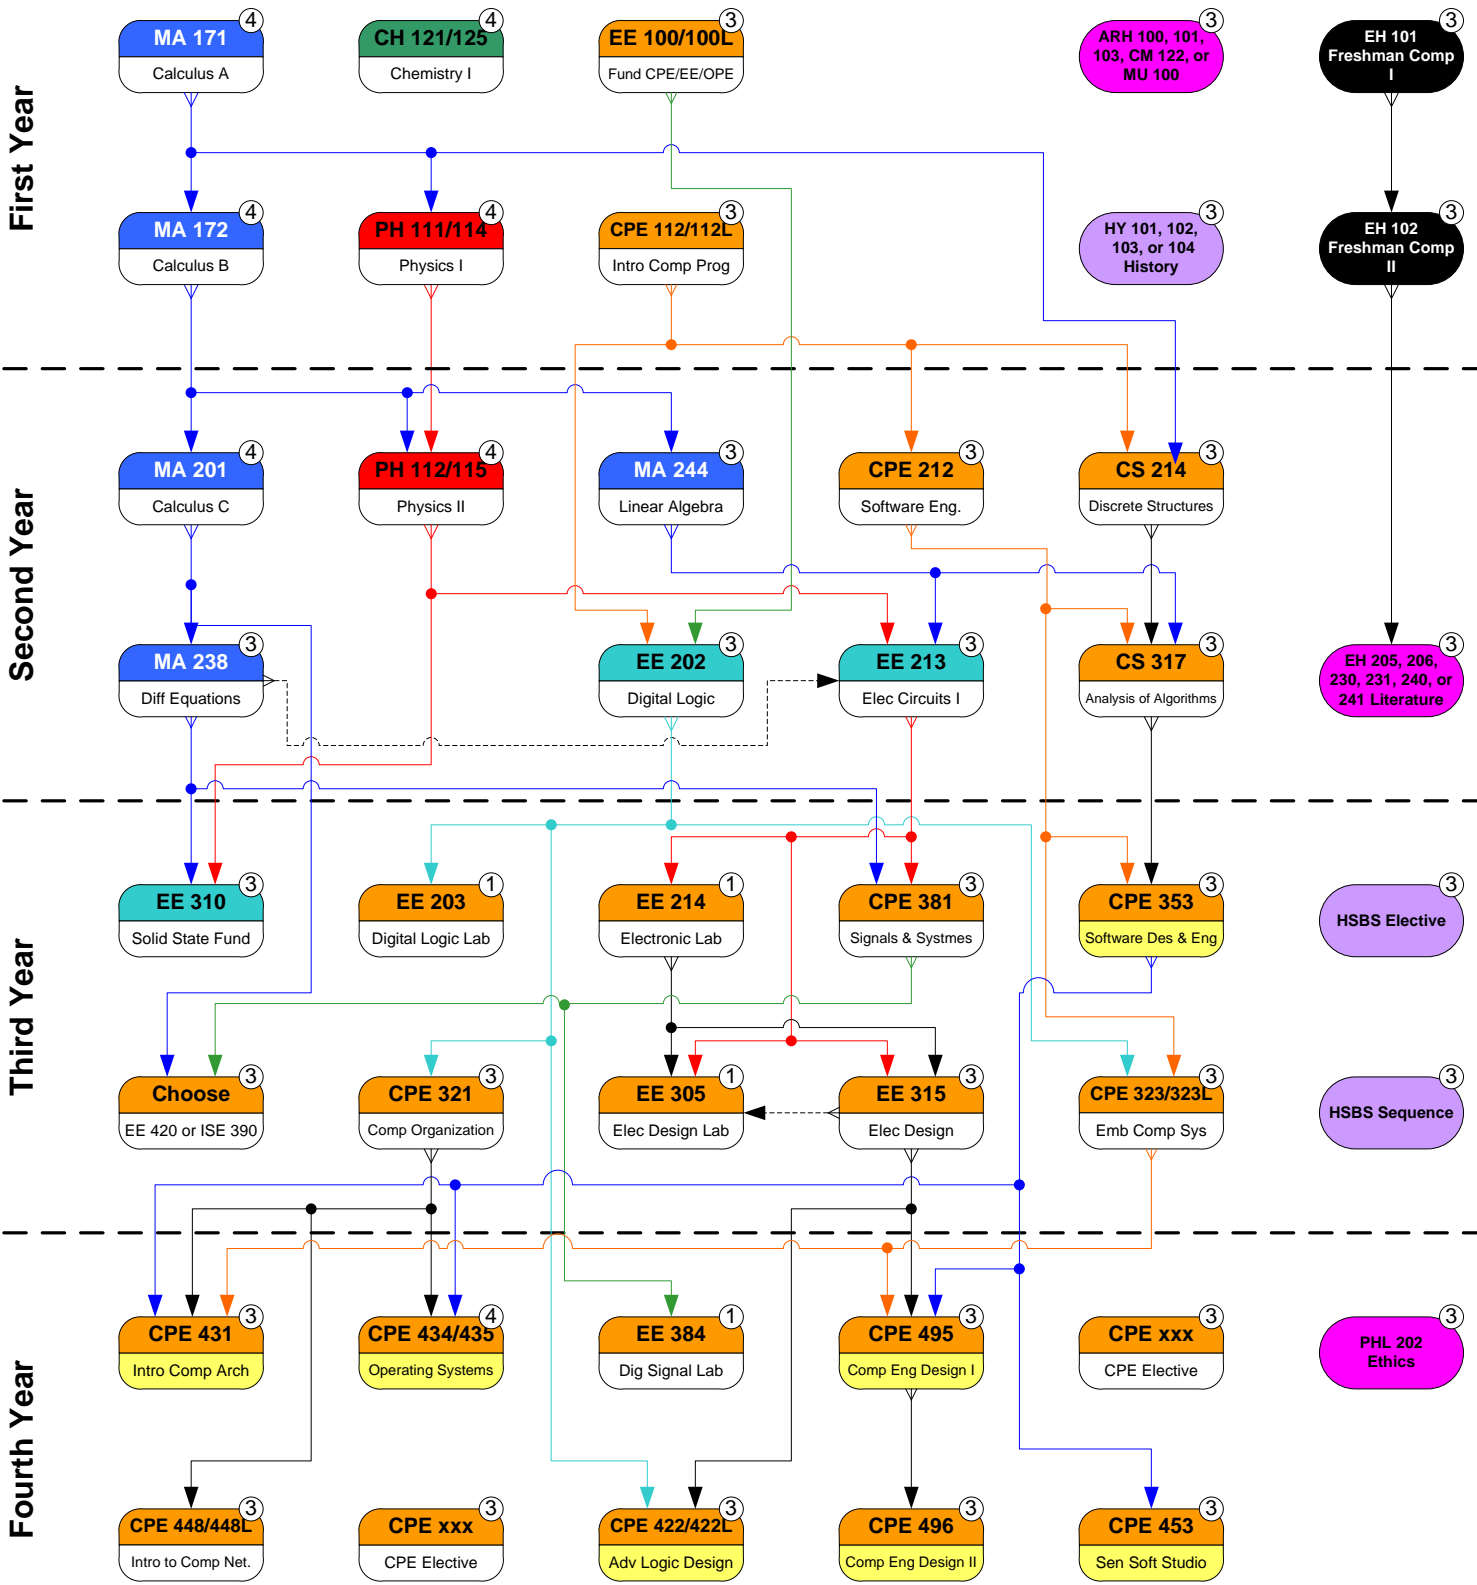 First Year
4
MA 171
Calculus A
4
CH 121/125
Chemistry I
3
EE 100/100L
Fund CPE/EE/OPE
3
ARH 100, 101,
103, CM 122, or
MU 100
3
EH 101
Freshman Comp
I
4
MA 172
Calculus B
4
PH 111/114
Physics I
3
CPE 112/112L
Intro Comp Prog
3
HY 101, 102,
103, or 104
History
3
EH 102
Freshman Comp
II
Second Year
4
MA 201
Calculus C
4
PH 112/115
Physics II
3
MA 244
Linear Algebra
3
CPE 212
Software Eng.
3
CS 214
Discrete Structures
3
MA 238
Diff Equations
3
EE 202
Digital Logic
3
EE 213
Elec Circuits I
3
CS 317
Analysis of Algorithms
3
EH 205, 206,
230, 231, 240, or
241 Literature
Third Year
3
EE 310
Solid State Fund
1
EE 203
Digital Logic Lab
1
EE 214
Electronic Lab
3
CPE 381
Signals & Systmes
3
CPE 353
Software Des & Eng
3
HSBS Elective
3
Choose
EE 420 or ISE 390
3
CPE 321
Comp Organization
1
EE 305
Elec Design Lab
3
EE 315
Elec Design
3
CPE 323/323L
Emb Comp Sys
3
HSBS Sequence
Fourth Year
3
CPE 431
Intro Comp Arch
4
CPE 434/435
Operating Systems
1
EE 384
Dig Signal Lab
3
CPE 495
Comp Eng Design I
3
CPE xxx
CPE Elective
3
PHL 202
Ethics
3
CPE 448/448L
Intro to Comp Net.
3
CPE xxx
CPE Elective
3
CPE 422/422L
Adv Logic Design
3
CPE 496
Comp Eng Design II
3
CPE 453
Sen Soft Studio